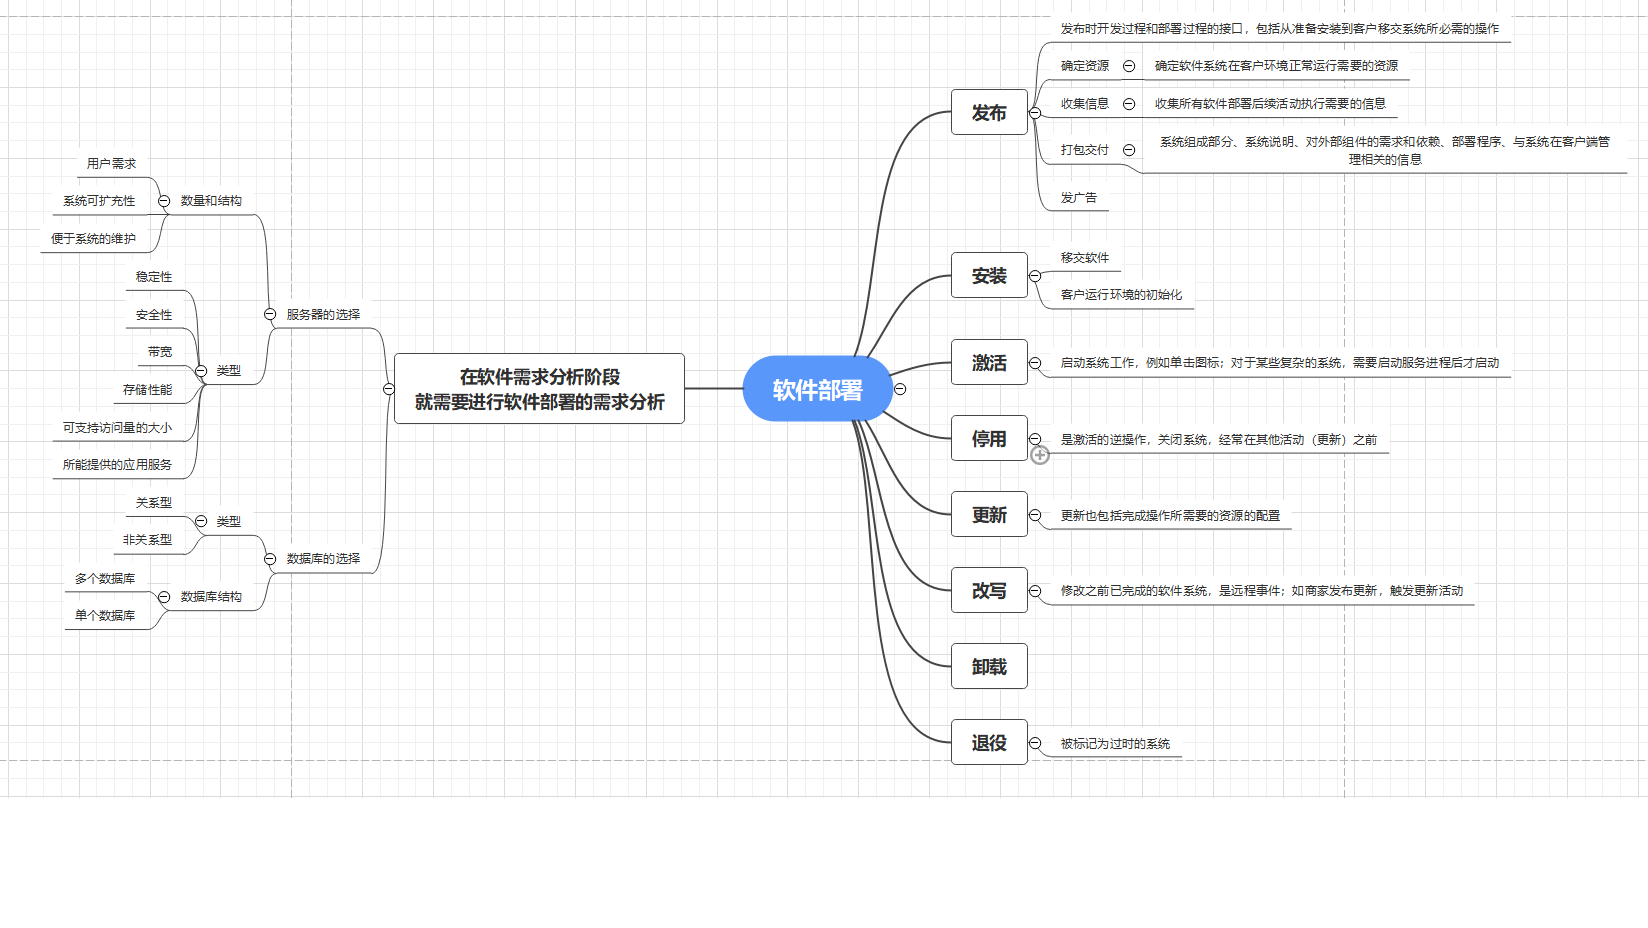 软件部署
在软件需求分析阶段
就需要进行软件部署的需求分析
服务器的选择
数量和结构
用户需求
系统可扩充性
便于系统的维护
类型
稳定性
安全性
带宽
存储性能
可支持访问量的大小
所能提供的应用服务
数据库的选择
类型
关系型
非关系型
数据库结构
多个数据库
单个数据库
发布
发布时开发过程和部署过程的接口，包括从准备安装到客户移交系统所必需的操作
确定资源
确定软件系统在客户环境正常运行需要的资源
收集信息
收集所有软件部署后续活动执行需要的信息
打包交付
系统组成部分、系统说明、对外部组件的需求和依赖、部署程序、与系统在客户端管
理相关的信息
发广告
安装
移交软件
客户运行环境的初始化
激活
启动系统工作，例如单击图标；对于某些复杂的系统，需要启动服务进程后才启动
停用
是激活的逆操作，关闭系统，经常在其他活动（更新）之前
更新
更新也包括完成操作所需要的资源的配置
改写
修改之前已完成的软件系统，是远程事件；如商家发布更新，触发更新活动
卸载
退役
被标记为过时的系统